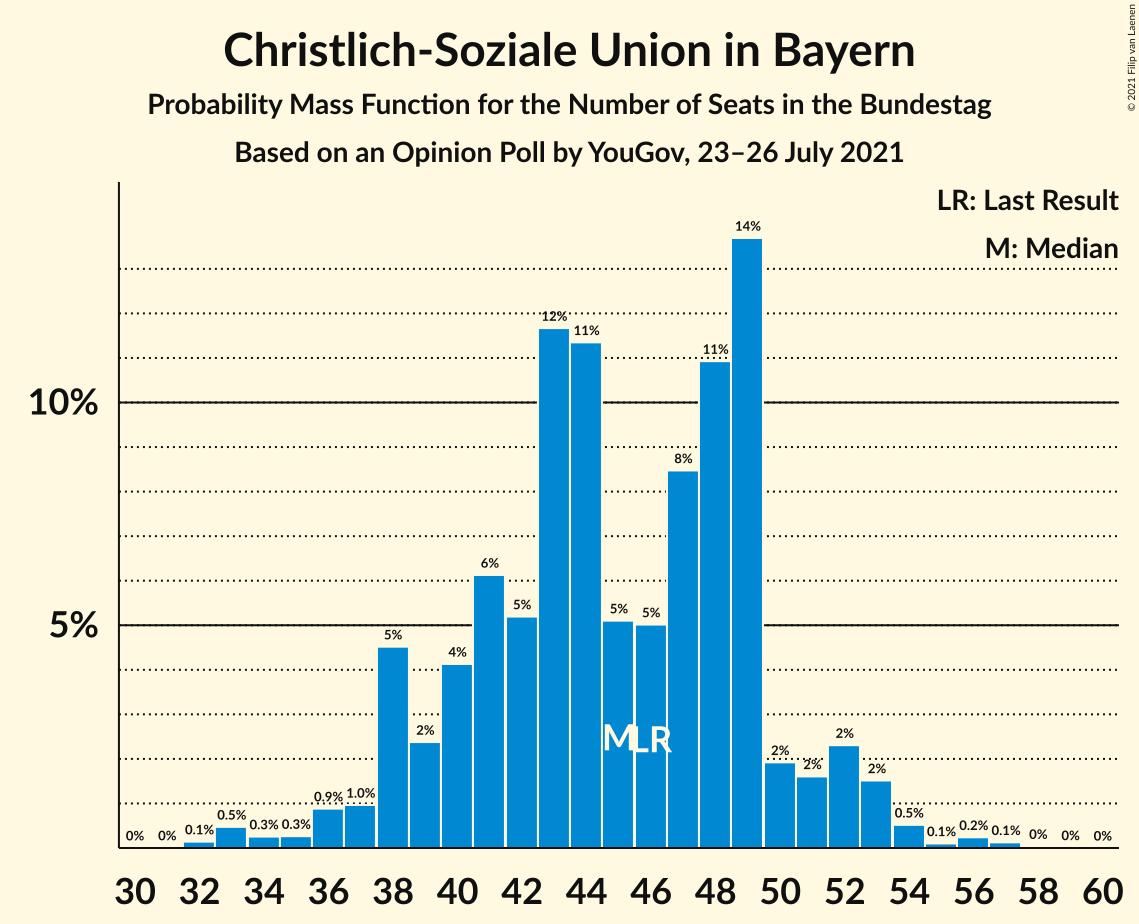 Christlich-Soziale Union in Bayern
Probability Mass Function for the Number of Seats in the Bundestag
Based on an Opinion Poll by YouGov, 23–26 July 2021
© 2021 Filip van Laenen
LR: Last Result
M: Median
10%
5%
0% 0% 0.1% 0.5% 0.3% 0.3% 0.9% 1.0% 5% 2% 4% 6% 5% 12% 11% 5% 5% 8% 11% 14% 2% 2% 2% 2% 0.5% 0.1% 0.2% 0.1% 0% 0% 0%
M LR
30 32 34 36 38 40 42 44 46 48 50 52 54 56 58 60